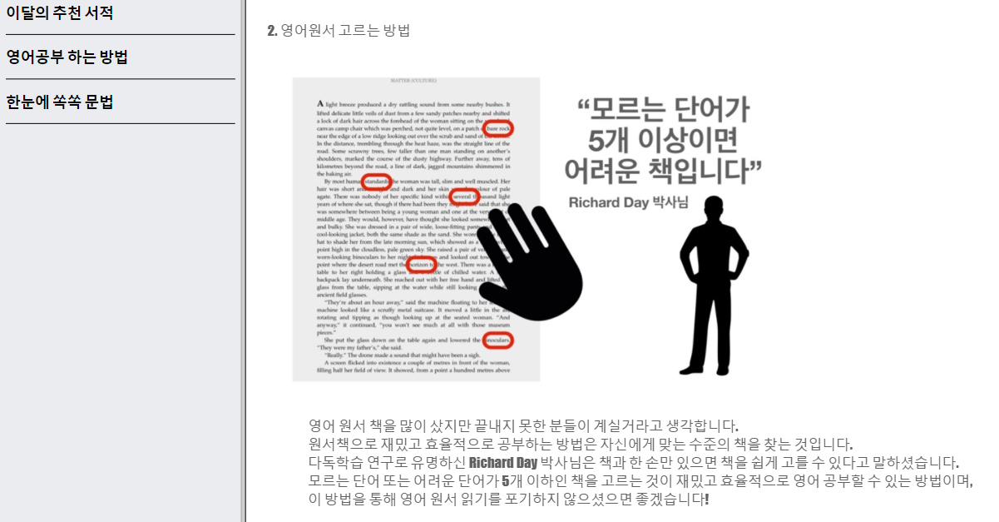 이달의 추천 서적
영어공부 하는 방법
한눈에 쏙쏙 문법
2. 영어원서 고르는 방법
MATTER (CULTURE)
A light breeze produced a dry rattling sound from some nearby bushes. It
lifted delicate little veils of dust from a few sandy patches nearby and shifted
a lock of dark hair across the forehead of the woman sitting on the
canvas camp chair which was perched, not quite level, on a patch bare rock
near the edge of a low ridge looking out over the scrub and sand of
In the distance, trembling through the heat haze, was the straight line of the
road. Some scrawny trees, few taller than one man standing on another's
shoulders, marked the course of the dusty highway. Further away, tens of
kilometres beyond the road, a line of dark, jagged mountains shimmered in
the baking air.
By most human standards he woman was tall, slim and well muscled. Her
hair was short and and dark and her skin colour of pale
agate. There was nobody of her specific kind within several light
years of where she sat, though if there had been they said that she
was somewhere between being a young woman and one at the very
middle age. They would, however, have thought she looked
and bulky. She was dressed in a pair of wide, loose-fitting pants
cool-looking jacket, both the same shade as the sand. She wore
hat to shade her from the late morning sun, which showed as a
point high in the cloudless, pale green sky. She raised a pair of
worn-looking binoculars to her and looked out
point where the desert road met the horizon to the west. There was a
table to her right holding a glass of chilled water. A
backpack lay underneath. She reached out with her free hand and lifted
glass from the table, sipping at the water while still looking
ancient field glasses.
"They're about an hour away," said the machine floating to her
machine looked like a scruffy metal suitcase. It moved a little in the
rotating and tipping as though looking up at the seated woman. "And
anyway," it continued, "you won't see much at all with those museum
pieces."
She put the glass down on the table again and lowered the inoculars.
"They were my father's," she said.
"Really." The drone made a sound that might have been a sigh.
A screen flicked into existence a couple of metres in front of the woman,
filling half her field of view. It showed, from a point a hundred metres above
“모르는 단어가
5개 이상이면
어려운 책입니다”
Richard Day 박사님
영어 원서 책을 많이 샀지만 끝내지 못한 분들이 계실거라고 생각합니다.
원서책으로 재밌고 효율적으로 공부하는 방법은 자신에게 맞는 수준의 책을 찾는 것입니다.
다독학습 연구로 유명하신 Richard Day 박사님은 책과 한 손만 있으면 책을 쉽게 고를 수 있다고 말하셨습니다.
모르는 단어 또는 어려운 단어가 5개 이하인 책을 고르는 것이 재밌고 효율적으로 영어 공부할 수 있는 방법이며,
이 방법을 통해 영어 원서 읽기를 포기하지 않으셨으면 좋겠습니다!